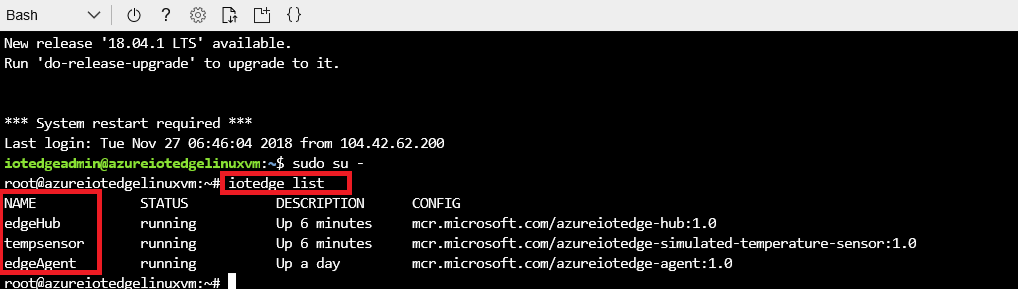 Bash
New release '18.04.1 LTS' available.
Run 'do-release-upgrade' to upgrade to it.
*** System restart required ***
Last login: Tue Nov 27 06:46:04 2018 from 104.42.62.200
iotedgeadmin@azureiotedgelinuxvm:~$ sudo su -
root@azureiotedgelinuxvm:~# iotedge list
NAME STATUS DESCRIPTION CONFIG
edgeHub running Up 6 minutes mcr.microsoft.com/azureiotedge-hub:1.0
tempsensor running Up 6 minutes mcr.microsoft.com/azureiotedge-simulated-temperature-sensor:1.0
edgeAgent running Up a day mcr.microsoft.com/azureiotedge-agent:1.0
root@azureiotedgelinuxvm:~#